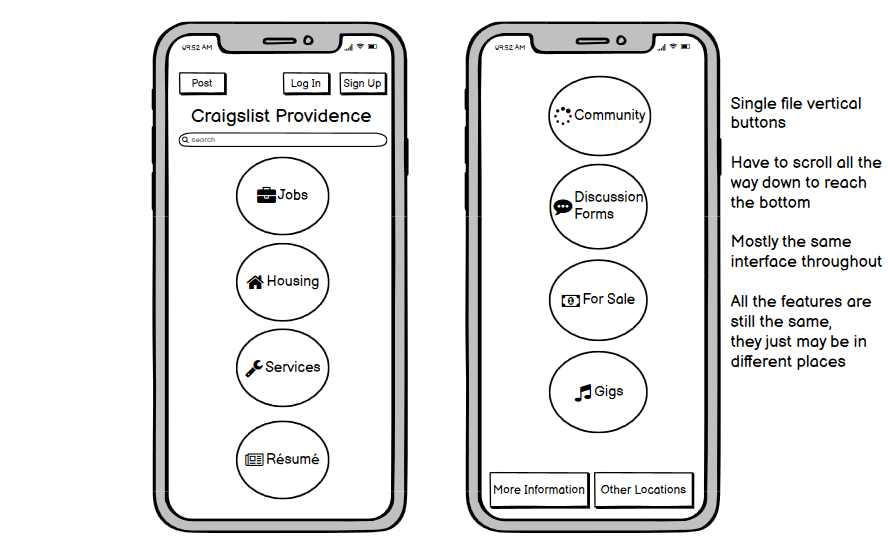 09:52 AM
Post
Log In
Sign Up
Craigslist Providence
search
Jobs
Housing
Services
Résumé
09:52 AM
Community
Discussion
Forms
For Sale
Gigs
More Information
Other Locations
Single file vertical
buttons
Have to scroll all the
way down to reach
the bottom
Mostly the same
interface throughout
All the features are
still the same,
they just may be in
different places